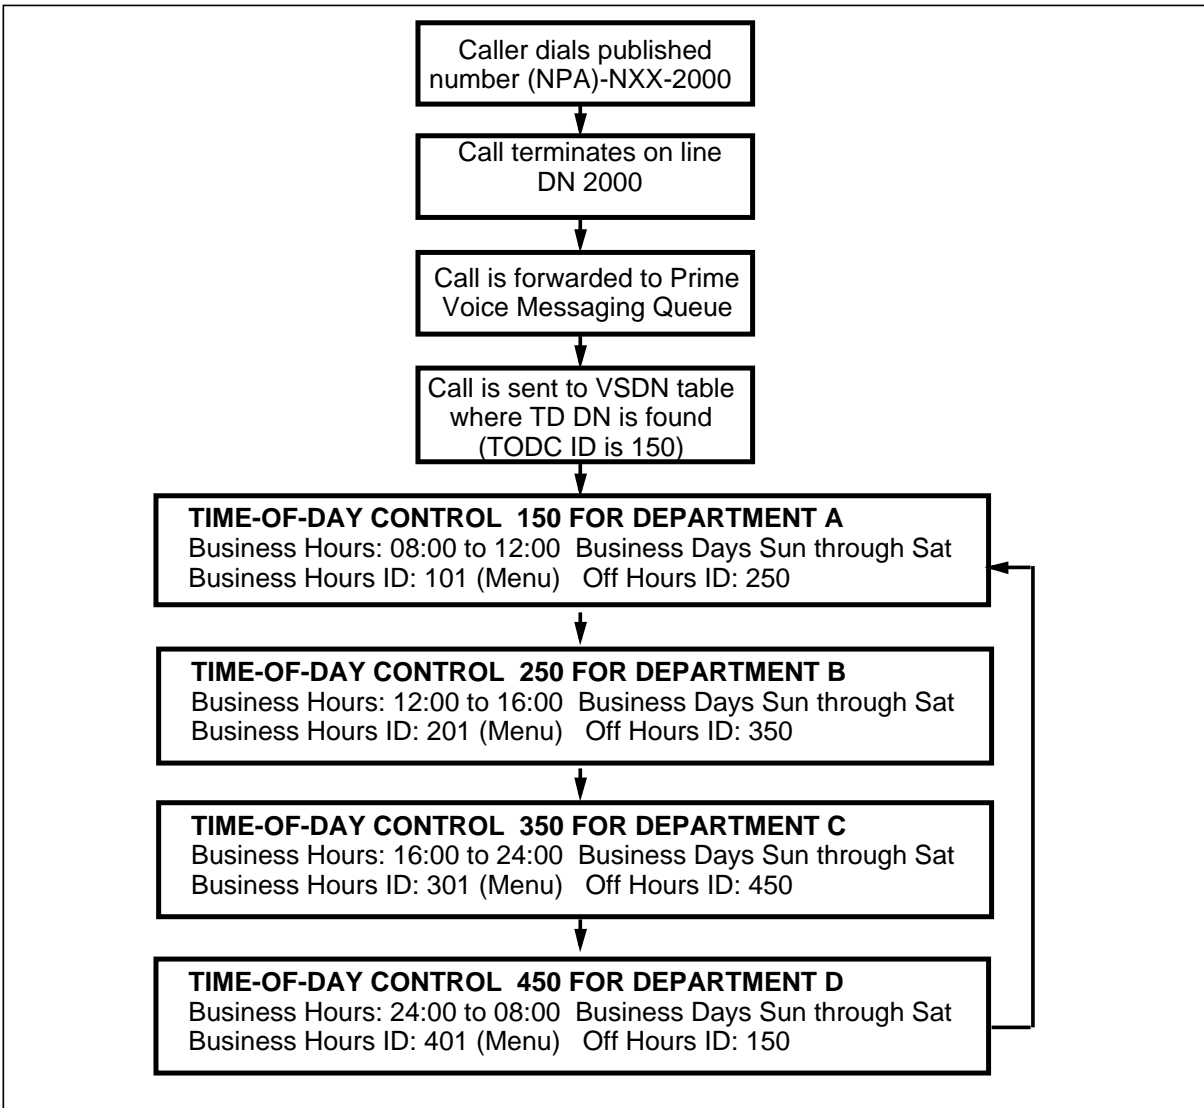 Caller dials published
number (NPA)-NXX-2000
Call terminates on line
DN 2000
Call is forwarded to Prime
Voice Messaging Queue
Call is sent to VSDN table
where TD DN is found
(TODC ID is 150)
TIME-OF-DAY CONTROL 150 FOR DEPARTMENT A
Business Hours: 08:00 to 12:00 Business Days Sun through Sat
Business Hours ID: 101 (Menu) Off Hours ID: 250
TIME-OF-DAY CONTROL 250 FOR DEPARTMENT B
Business Hours: 12:00 to 16:00 Business Days Sun through Sat
Business Hours ID: 201 (Menu) Off Hours ID: 350
TIME-OF-DAY CONTROL 350 FOR DEPARTMENT C
Business Hours: 16:00 to 24:00 Business Days Sun through Sat
Business Hours ID: 301 (Menu) Off Hours ID: 450
TIME-OF-DAY CONTROL 450 FOR DEPARTMENT D
Business Hours: 24:00 to 08:00 Business Days Sun through Sat
Business Hours ID: 401 (Menu) Off Hours ID: 150